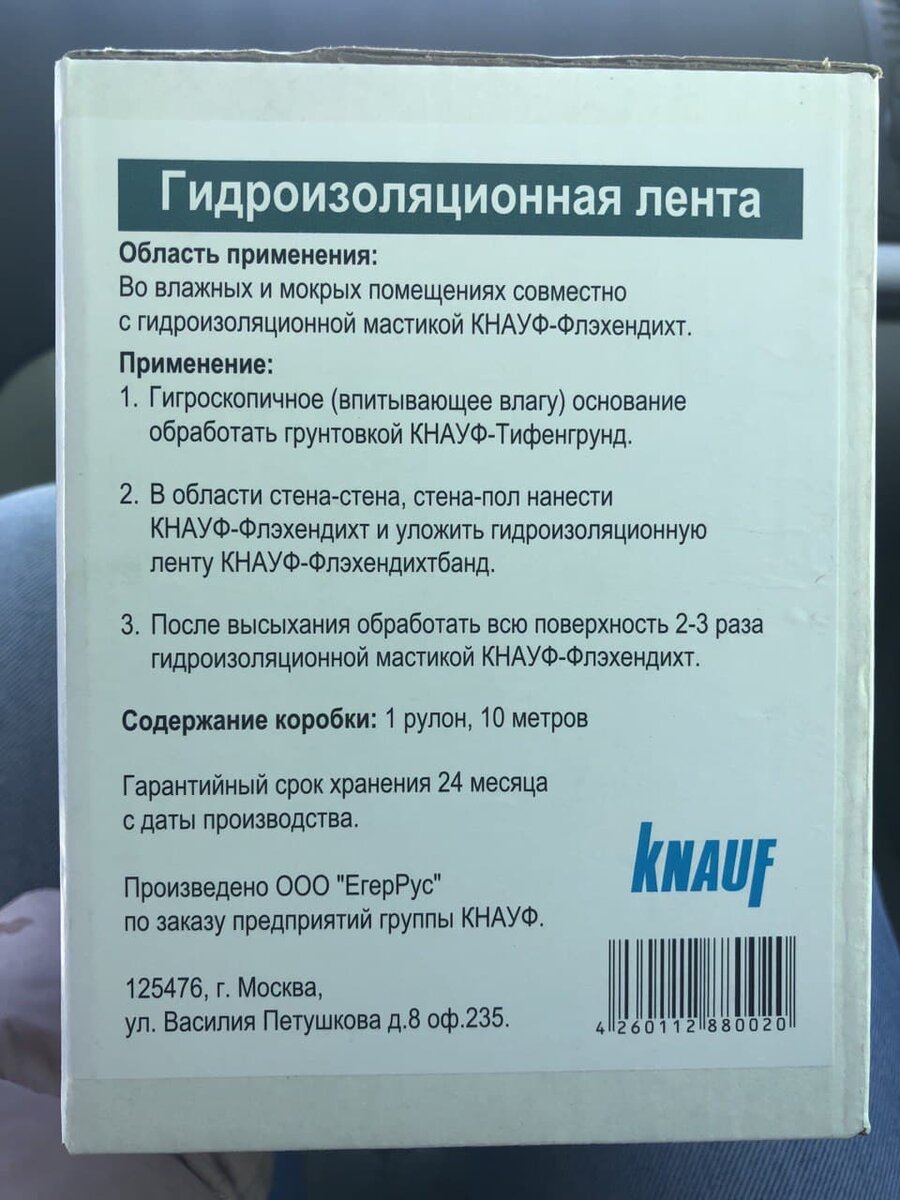 Гидроизоляционная лента
Область применения:
Во влажных и мокрых помещениях совместно
с гидроизоляционной мастикой КНАУФ-Флэхендихт.
Применение:
1. Гигроскопичное (впитывающее влагу) основание
обработать грунтовкой КНАУФ-Тифенгрунд.
2. В области стена-стена, стена-пол нанести
КНАУФ-Флэхендихт и уложить гидроизоляционную
ленту КНАУФ-Флэхендихтбанд.
3. После высыхания обработать всю поверхность 2-3 раза
гидроизоляционной мастикой КНАУФ-Флэхендихт.
Содержание коробки: 1 рулон, 10 метров
Гарантийный срок хранения 24 месяца
с даты производства.
KNAUF
Произведено ООО "ЕгерРус"
по заказу предприятий группы КНАУФ.
125476, г. Москва,
ул. Василия Петушкова д.8 оф.235.
4 260112 880020